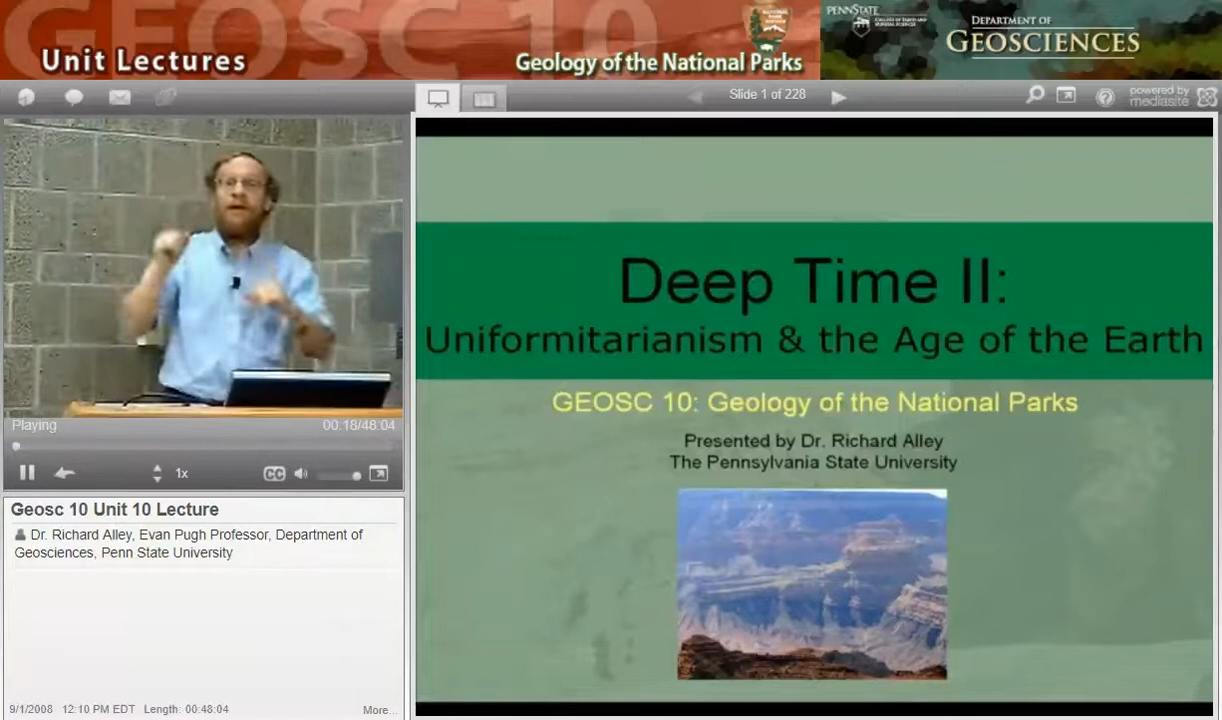 GEOSC 10
Unit Lectures
Geology of the National Parks
NATIONAL PARK SERVICE
PENNSTATE
DEPARTMENT OF
GEOSCIENCES
Slide 1 of 228
powered by
mediasite
Playing
00:18/48:04
1x
CC
Geosc 10 Unit 10 Lecture
Dr. Richard Alley, Evan Pugh Professor, Department of
Geosciences, Penn State University
9/1/2008 12:10 PM EDT Length: 00:48:04
More...
Deep Time II:
Uniformitarianism & the Age of the Earth
GEOSC 10: Geology of the National Parks
Presented by Dr. Richard Alley
The Pennsylvania State University